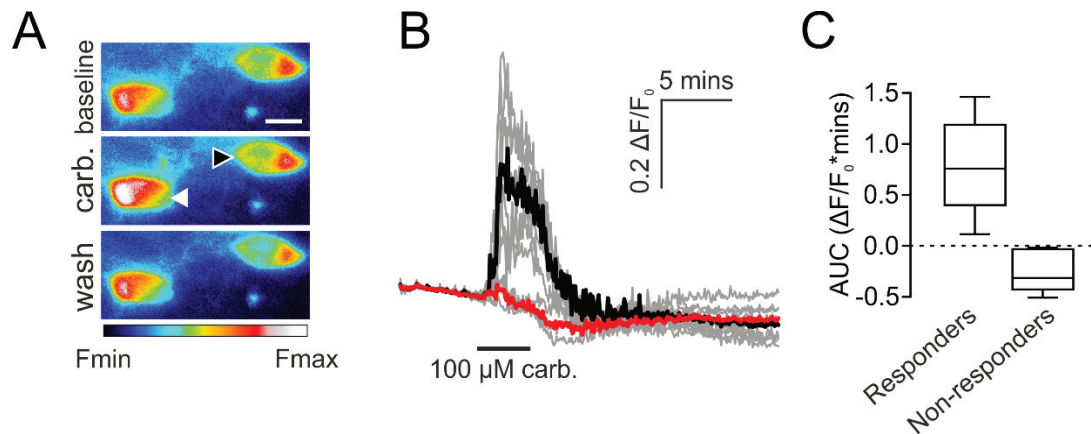 A
baseline
carb.
wash
Fmin
Fmax
B
5 mins
0.2 ΔF/F₀
100 µM carb.
C
AUC (ΔF/F₀*mins)
1.5
1.0
0.5
0.0
-0.5
Responders
Non-responders